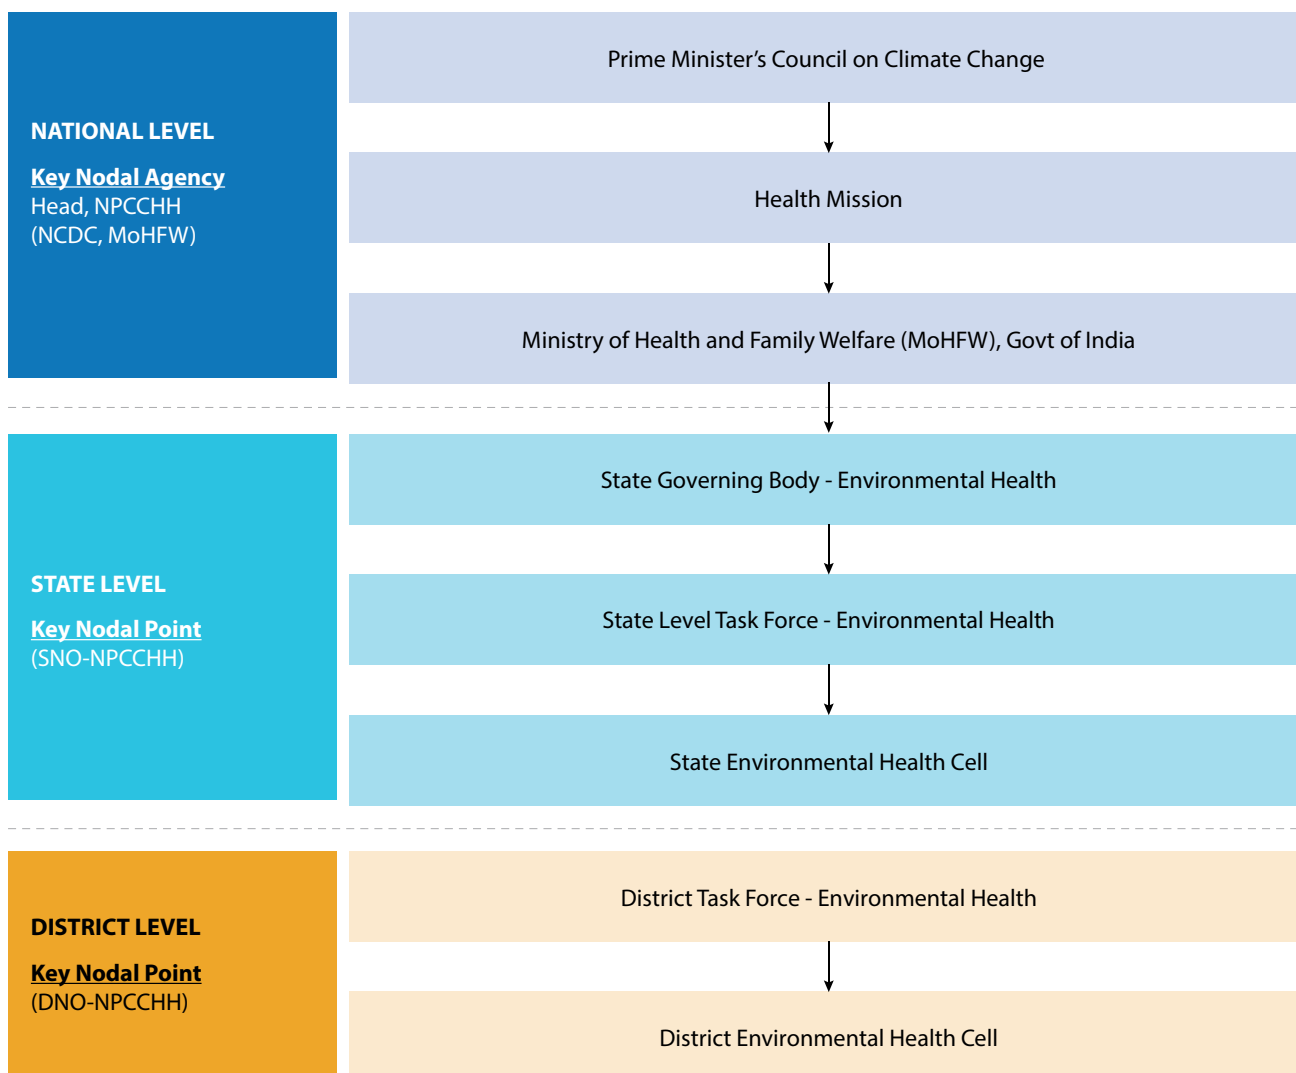 NATIONAL LEVEL
Key Nodal Agency
Head, NPCCHH
(NCDC, MoHFW)
Prime Minister’s Council on Climate Change
Health Mission
Ministry of Health and Family Welfare (MoHFW), Govt of India
STATE LEVEL
Key Nodal Point
(SNO-NPCCHH)
State Governing Body - Environmental Health
State Level Task Force - Environmental Health
State Environmental Health Cell
DISTRICT LEVEL
Key Nodal Point
(DNO-NPCCHH)
District Task Force - Environmental Health
District Environmental Health Cell